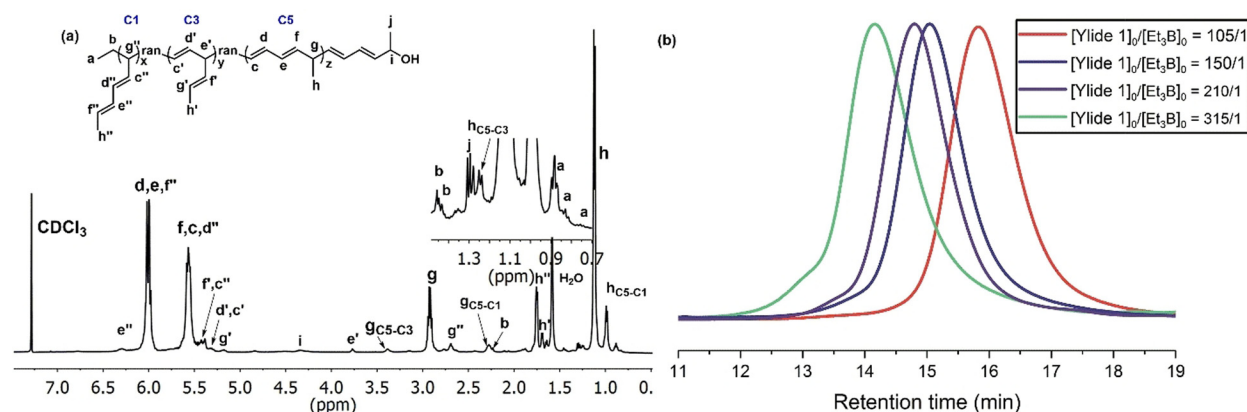 C1 C3 C5
(a)
b g" ran d' e' ran d f g j
a x c' y c e z i OH
d" c" g' f' h
f" e" h'
h"
h
hC5-C3
j
b
b
a
a
a
1.3 1.1 0.9 0.7
(ppm)
d,e,f"
CDCl3
f,c,d"
f',c"
d',c'
e"
g'
i
e'
gC5-C3
g
g"
gC5-C1
b
h"
h'
H2O
hC5-C1
7.0 6.5 6.0 5.5 5.0 4.5 4.0 3.5 3.0 2.5 2.0 1.5 1.0 0.
(ppm)
(b)
[Ylide 1]0/[Et3B]0 = 105/1
[Ylide 1]0/[Et3B]0 = 150/1
[Ylide 1]0/[Et3B]0 = 210/1
[Ylide 1]0/[Et3B]0 = 315/1
11 12 13 14 15 16 17 18 19
Retention time (min)